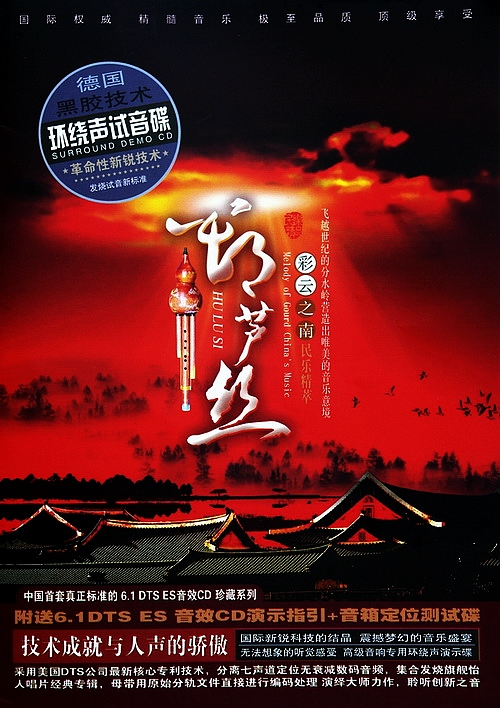 国际权威 精髓音乐 极至品质 顶级享受
德国
黑胶技术
环绕声试音碟
SURROUND DEMO CD
★革命性新锐技术★
发烧试音新标准
葫芦丝
HULUSI
彩云之南
民乐精萃
Melody of Gourd China's Music
飞越世纪的分水岭营造出唯美的音乐意境
中国首套真正标准的 6.1 DTS ES音效CD 珍藏系列
附送6.1DTS ES 音效CD演示指引+音箱定位测试碟
技术成就与人声的骄傲
国际新锐科技的结晶 震撼梦幻的音乐盛宴
无法想象的听觉感受 高级音响专用环绕声演示碟
采用美国DTS公司最新核心专利技术，分离七声道定位无衰减数码音频，集合发烧旗舰怡
人唱片经典专辑，母带用原始分轨文件直接进行编码处理 演绎大师力作，聆听创新之音